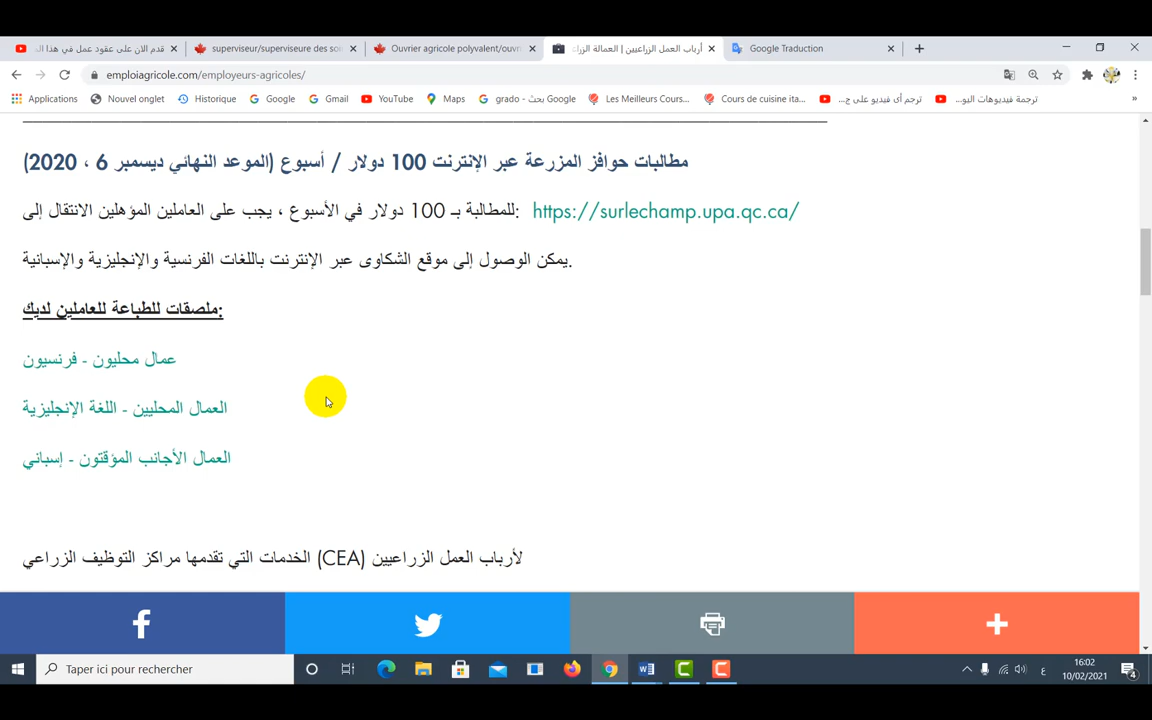 قدم الان على عقود عمل في هذا ال
superviseur/superviseure des soi
Ouvrier agricole polyvalent/ouvri
أرباب العمل الزراعيين | العمالة الزرا
Google Traduction
emploiagricole.com/employeurs-agricoles/
Applications
Nouvel onglet
Historique
Google
Gmail
YouTube
Maps
grado - بحث Google
Les Meilleurs Cours...
Cours de cuisine ita...
ترجم أى فيديو على ج...
ترجمة فيديوهات اليو...
»
مطالبات حوافز المزرعة عبر الإنترنت 100 دولار / أسبوع (الموعد النهائي ديسمبر 6 ، 2020)
للمطالبة بـ 100 دولار في الأسبوع ، يجب على العاملين المؤهلين الانتقال إلى: https://surlechamp.upa.qc.ca/
يمكن الوصول إلى موقع الشكاوى عبر الإنترنت باللغات الفرنسية والإنجليزية والإسبانية.
ملصقات للطباعة للعاملين لديك:
عمال محليون - فرنسيون
العمال المحليين - اللغة الإنجليزية
العمال الأجانب المؤقتون - إسباني
الخدمات التي تقدمها مراكز التوظيف الزراعي (CEA) لأرباب العمل الزراعيين
Taper ici pour rechercher
ع
16:02
10/02/2021
4